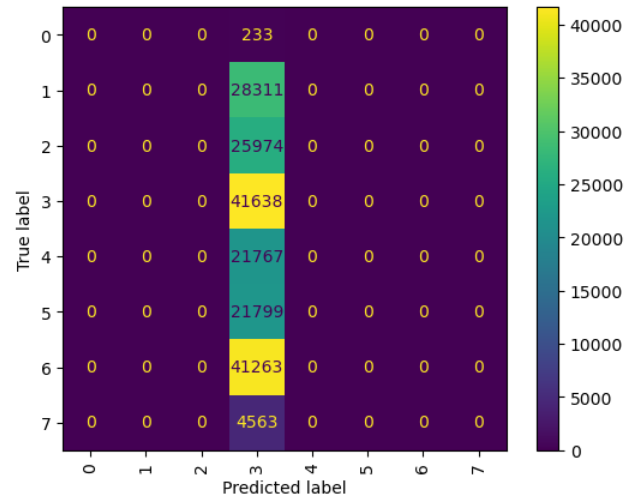 0 0 0 0 233 0 0 0 0 40000
1 0 0 0 28311 0 0 0 0 35000
2 0 0 0 25974 0 0 0 0 30000
3 0 0 0 41638 0 0 0 0 25000
4 0 0 0 21767 0 0 0 0 20000
5 0 0 0 21799 0 0 0 0 15000
6 0 0 0 41263 0 0 0 0 10000
7 0 0 0 4563 0 0 0 0 5000
0
0 1 2 3 4 5 6 7
True label
Predicted label